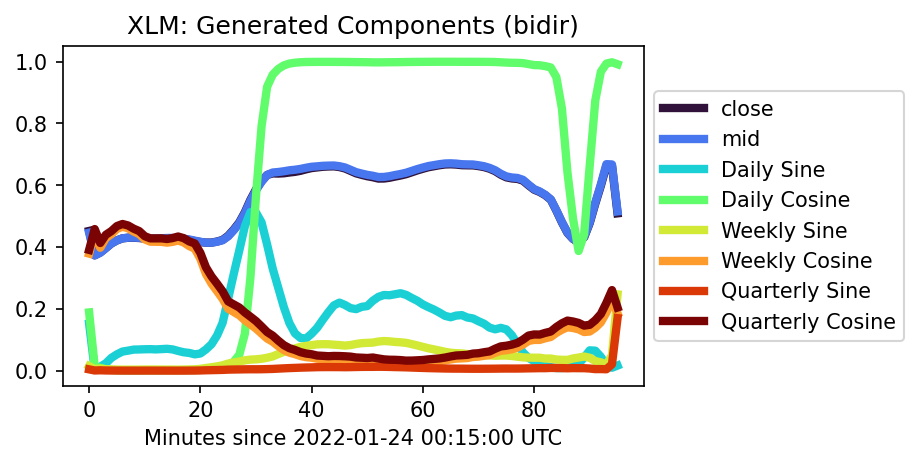 XLM: Generated Components (bidir)
1.0
0.8
0.6
0.4
0.2
0.0
0
20
40
60
80
Minutes since 2022-01-24 00:15:00 UTC
close
mid
Daily Sine
Daily Cosine
Weekly Sine
Weekly Cosine
Quarterly Sine
Quarterly Cosine